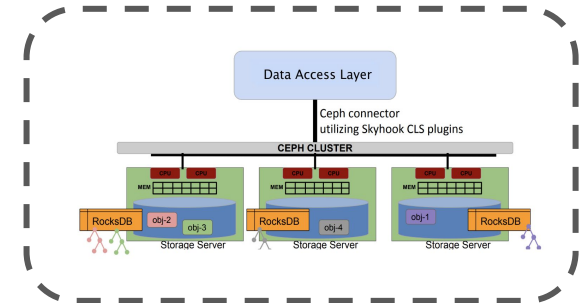 Data Access Layer
Ceph connector
utilizing Skyhook CLS plugins
CEPH CLUSTER
CPU CPU CPU CPU CPU CPU
MEM MEM MEM
RocksDB obj-2 obj-3 RocksDB obj-4 obj-1 RocksDB
Storage Server Storage Server Storage Server